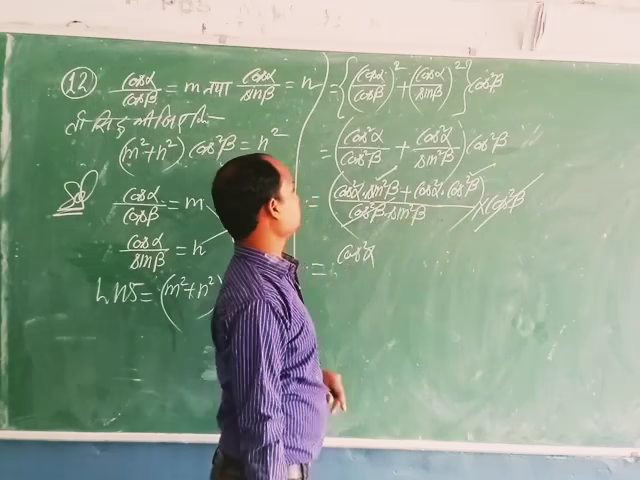 12 cosα/cosβ = m तथा cosα/sinβ = n
तो सिद्ध कीजिए कि-
(m²+n²) cos²β = n²
Sol cosα/cosβ = m
cosα/sinβ = n
LHS = (m²+n²)
= {(cosα/cosβ)² + (cosα/sinβ)²} cos²β
= (cos²α/cos²β + cos²α/sin²β) cos²β
= (cos²α·sin²β + cos²α·cos²β)/(cos²β·sin²β) × cos²β
= cos²α